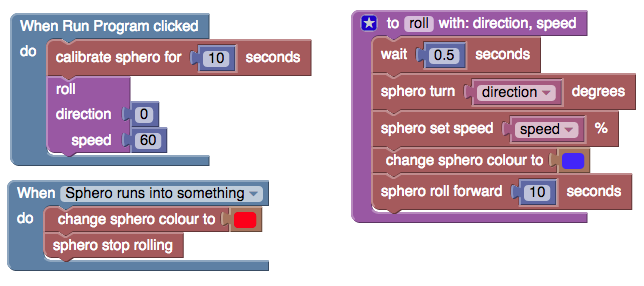 When Run Program clicked
do calibrate sphero for 10 seconds
roll
direction 0
speed 60
When Sphero runs into something
do change sphero colour to
sphero stop rolling
to roll with: direction, speed
wait 0.5 seconds
sphero turn direction degrees
sphero set speed speed %
change sphero colour to
sphero roll forward 10 seconds